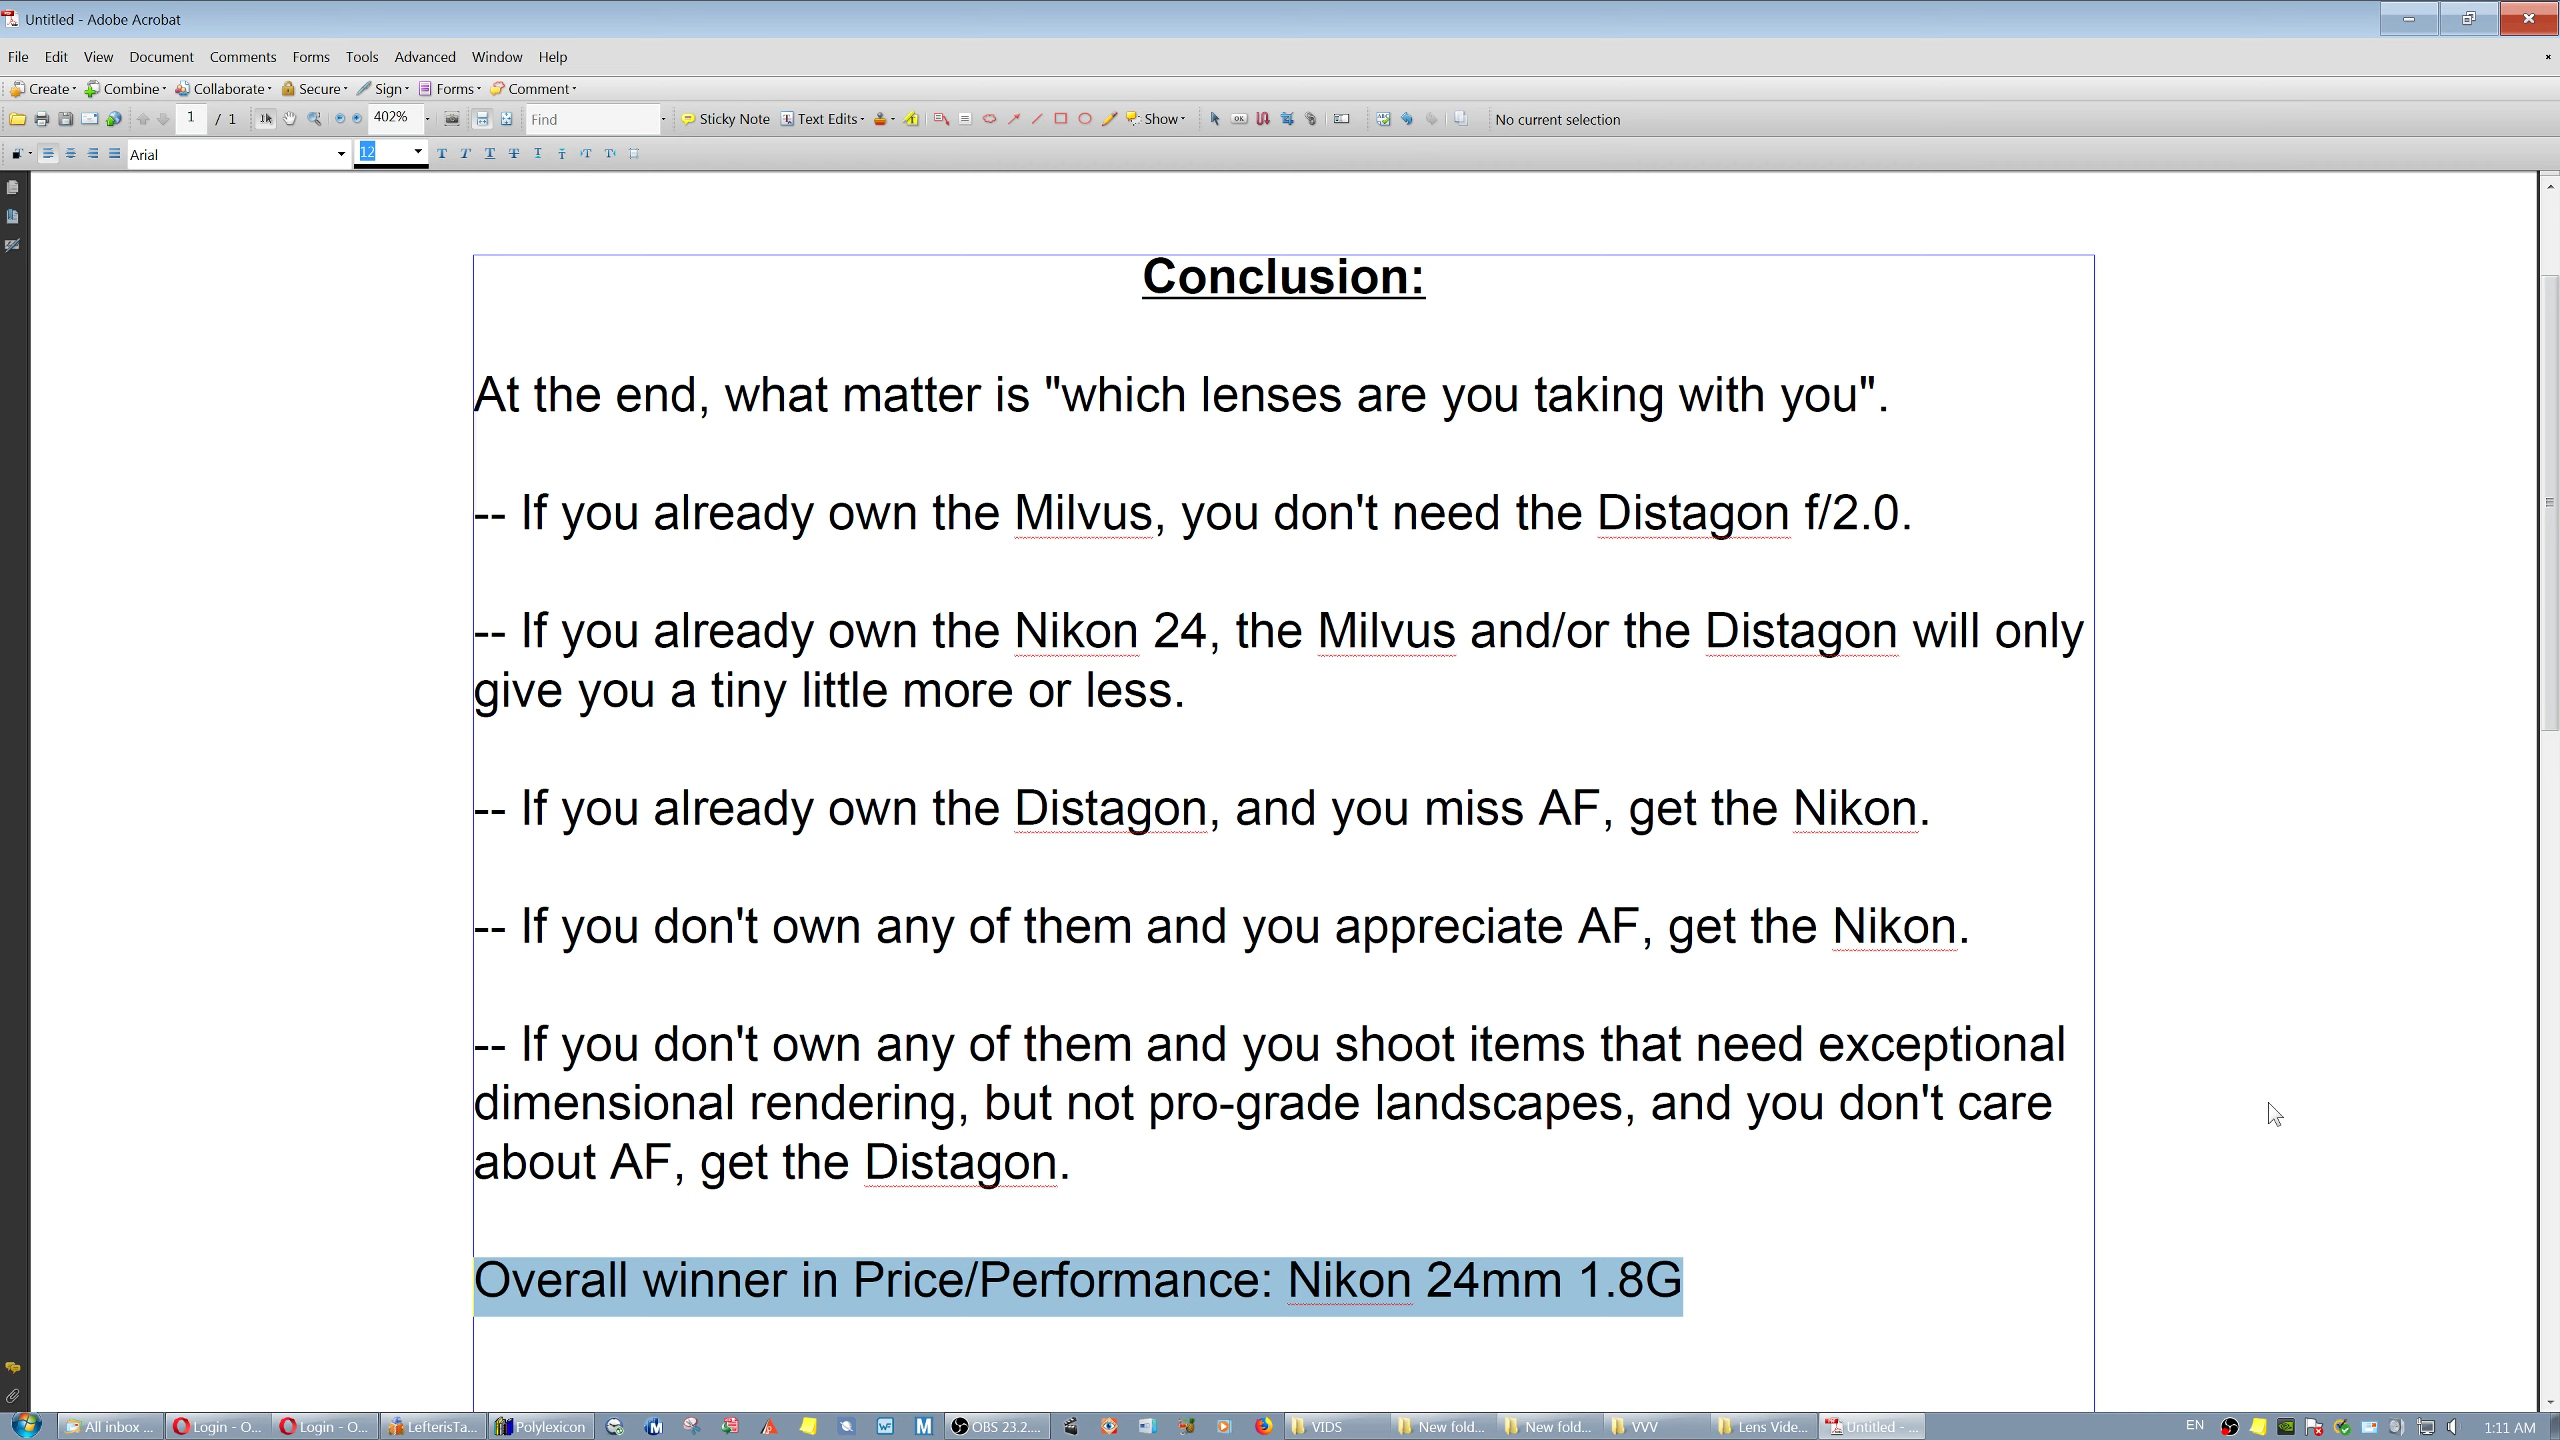 Untitled - Adobe Acrobat
File Edit View Document Comments Forms Tools Advanced Window Help
Create Combine Collaborate Secure Sign Forms Comment
1 / 1 402% Find Sticky Note Text Edits Show OK No current selection
Arial 12
Conclusion:
At the end, what matter is "which lenses are you taking with you".
-- If you already own the Milvus, you don't need the Distagon f/2.0.
-- If you already own the Nikon 24, the Milvus and/or the Distagon will only
give you a tiny little more or less.
-- If you already own the Distagon, and you miss AF, get the Nikon.
-- If you don't own any of them and you appreciate AF, get the Nikon.
-- If you don't own any of them and you shoot items that need exceptional
dimensional rendering, but not pro-grade landscapes, and you don't care
about AF, get the Distagon.
Overall winner in Price/Performance: Nikon 24mm 1.8G
All inbox ... Login - O... Login - O... LefterisTa... Polylexicon OBS 23.2.... VIDS New fold... New fold... VVV Lens Vide... Untitled - ... EN 1:11 AM